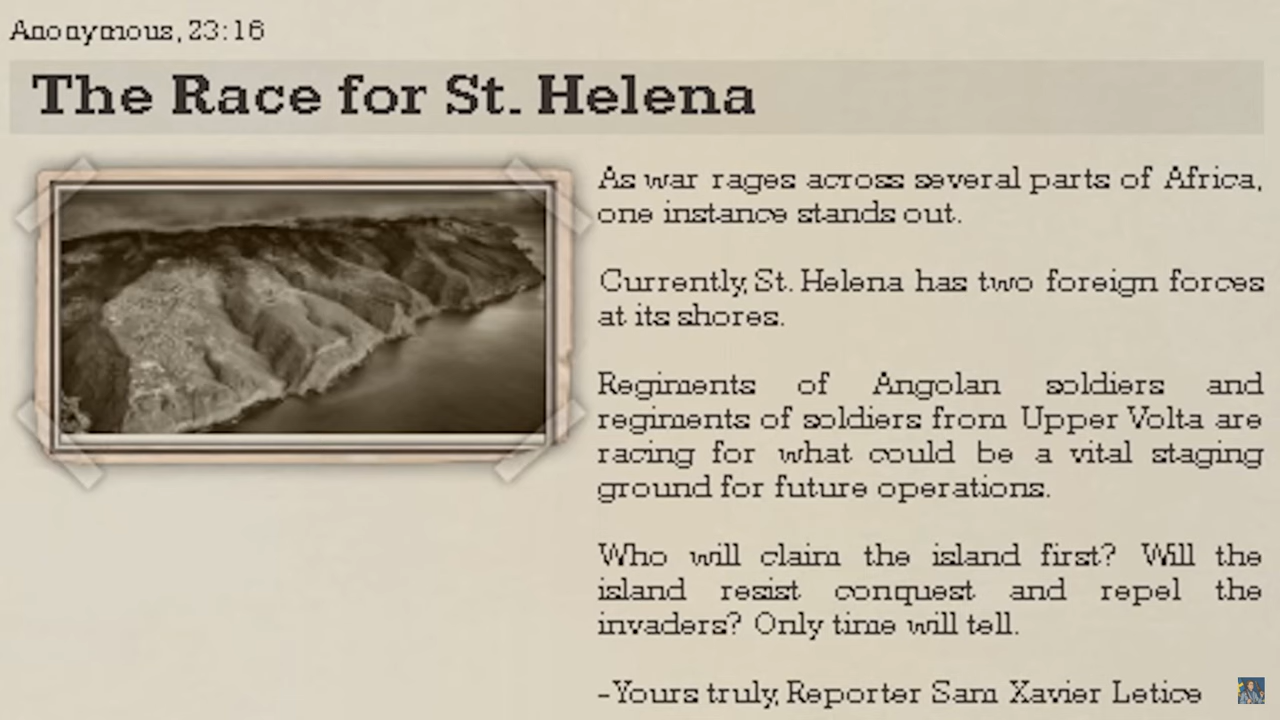 Anonymous, 23:16
The Race for St. Helena
As war rages across several parts of Africa,
one instance stands out.
Currently, St. Helena has two foreign forces
at its shores.
Regiments of Angolan soldiers and
regiments of soldiers from Upper Volta are
racing for what could be a vital staging
ground for future operations.
Who will claim the island first? Will the
island resist conquest and repel the
invaders? Only time will tell.
-Yours truly, Reporter Sam Xavier Letice